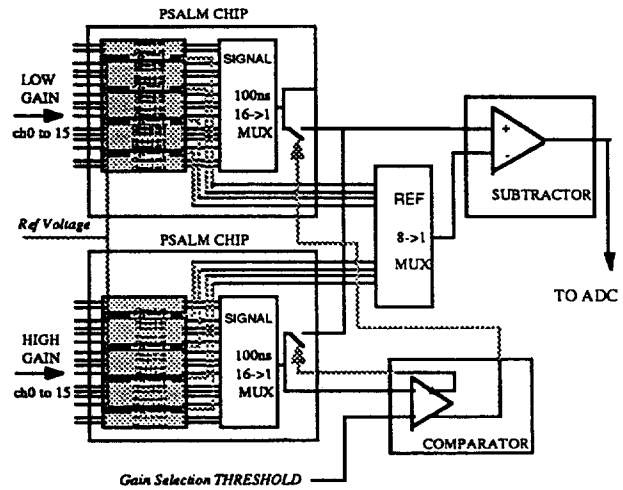 PSALM CHIP
SIGNAL
LOW
GAIN
100ns
16->1
MUX
ch0 to 15
+
-
SUBTRACTOR
REF
8->1
MUX
Ref Voltage
PSALM CHIP
TO ADC
SIGNAL
HIGH
GAIN
100ns
16->1
MUX
ch0 to 15
COMPARATOR
Gain Selection THRESHOLD